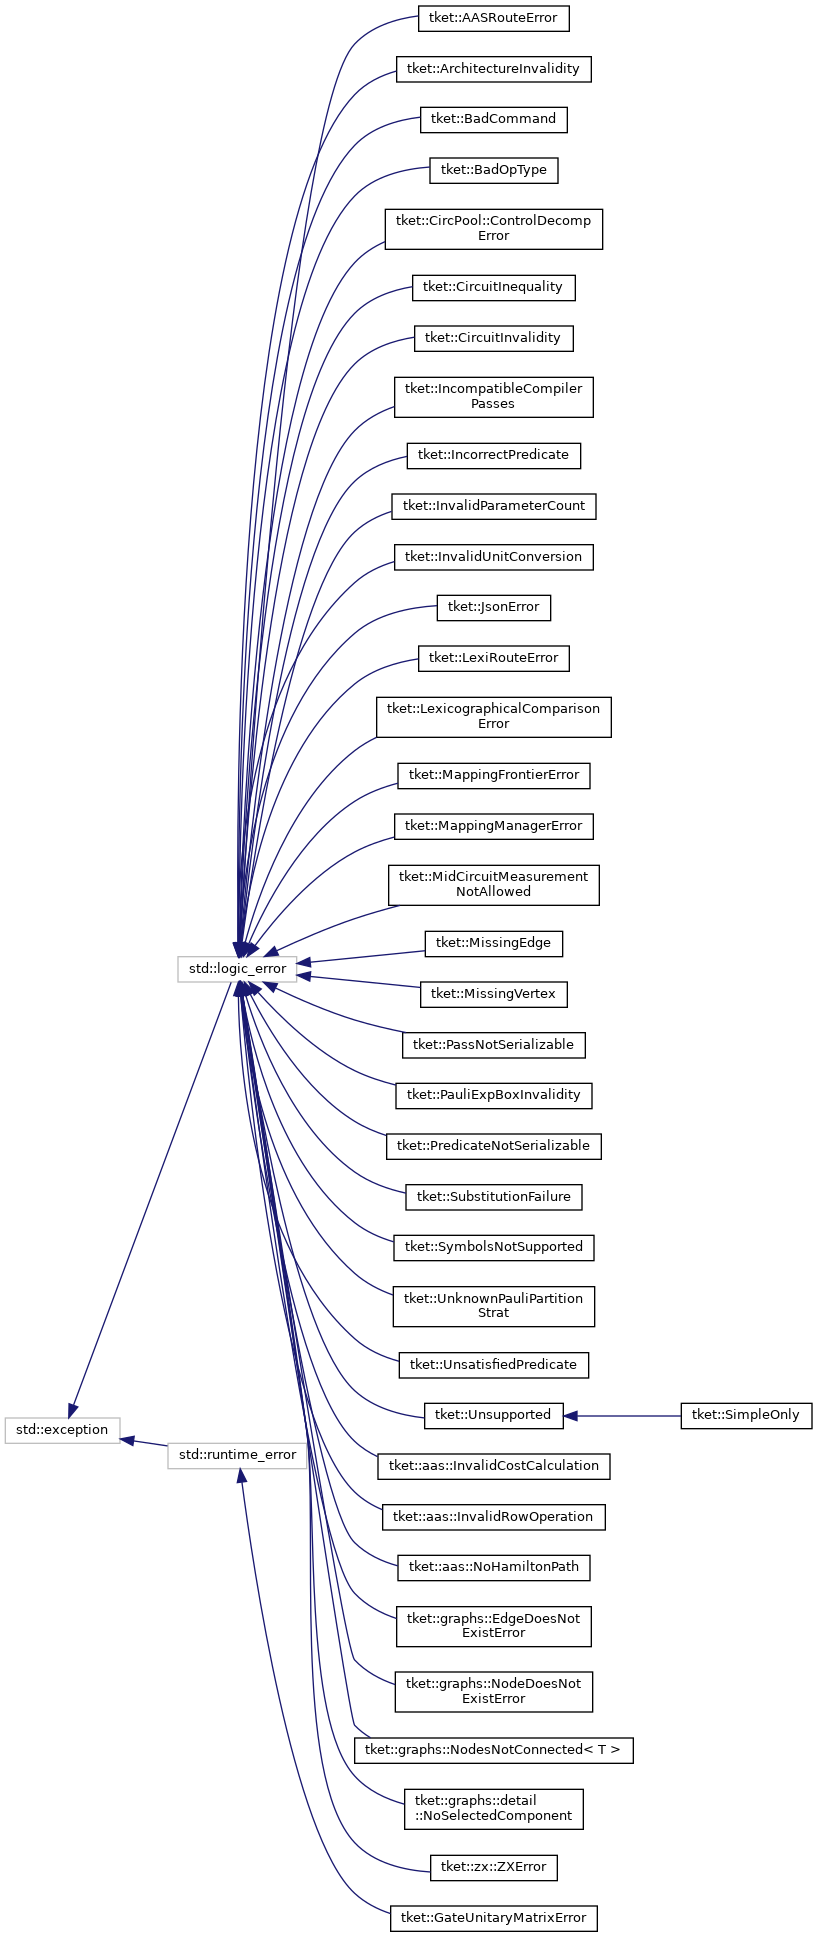 tket::AASRouteError
tket::ArchitectureInvalidity
tket::BadCommand
tket::BadOpType
tket::CircPool::ControlDecomp
Error
tket::CircuitInequality
tket::CircuitInvalidity
tket::IncompatibleCompiler
Passes
tket::IncorrectPredicate
tket::InvalidParameterCount
tket::InvalidUnitConversion
tket::JsonError
tket::LexiRouteError
tket::LexicographicalComparison
Error
tket::MappingFrontierError
tket::MappingManagerError
tket::MidCircuitMeasurement
NotAllowed
tket::MissingEdge
std::logic_error
tket::MissingVertex
tket::PassNotSerializable
tket::PauliExpBoxInvalidity
tket::PredicateNotSerializable
tket::SubstitutionFailure
tket::SymbolsNotSupported
tket::UnknownPauliPartition
Strat
tket::UnsatisfiedPredicate
tket::Unsupported
tket::SimpleOnly
std::exception
std::runtime_error
tket::aas::InvalidCostCalculation
tket::aas::InvalidRowOperation
tket::aas::NoHamiltonPath
tket::graphs::EdgeDoesNot
ExistError
tket::graphs::NodeDoesNot
ExistError
tket::graphs::NodesNotConnected< T >
tket::graphs::detail
::NoSelectedComponent
tket::zx::ZXError
tket::GateUnitaryMatrixError